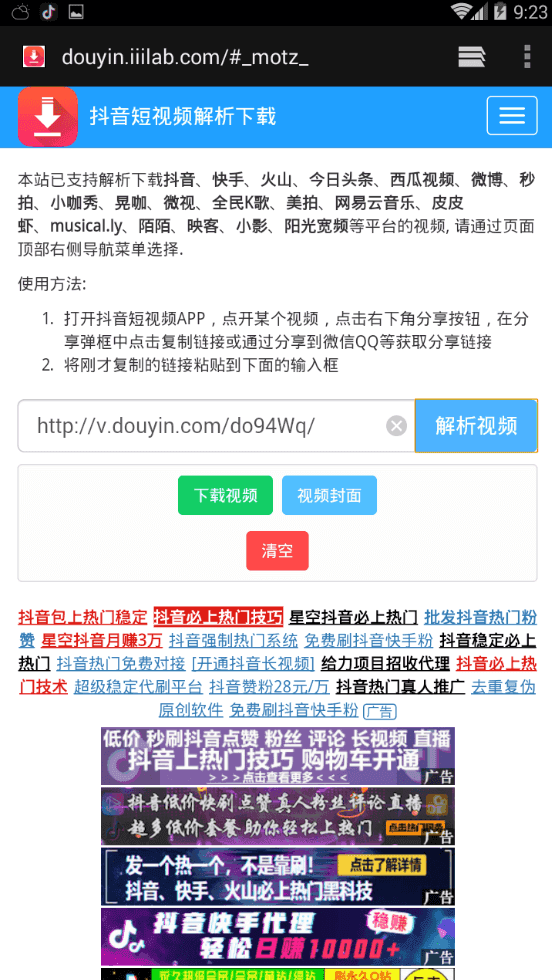 9:23
douyin.iiilab.com/#_motz_
抖音短视频解析下载
本站已支持解析下载抖音、快手、火山、今日头条、西瓜视频、微博、秒
拍、小咖秀、晃咖、微视、全民K歌、美拍、网易云音乐、皮皮
虾、musical.ly、陌陌、映客、小影、阳光宽频等平台的视频, 请通过页面
顶部右侧导航菜单选择.
使用方法:
1. 打开抖音短视频APP，点开某个视频，点击右下角分享按钮，在分
享弹框中点击复制链接或通过分享到微信QQ等获取分享链接
2. 将刚才复制的链接粘贴到下面的输入框
http://v.douyin.com/do94Wq/ 解析视频
下载视频 视频封面
清空
抖音包上热门稳定 抖音必上热门技巧 星空抖音必上热门 批发抖音热门粉
赞 星空抖音月赚3万 抖音强制热门系统 免费刷抖音快手粉 抖音稳定必上
热门 抖音热门免费对接 [开通抖音长视频] 给力项目招收代理 抖音必上热
门技术 超级稳定代刷平台 抖音赞粉28元/万 抖音热门真人推广 去重复伪
原创软件 免费刷抖音快手粉 广告
低价 秒刷抖音点赞 粉丝 评论 长视频 直播
抖音上热门技巧 购物车开通
>>>点击查看更多<<< 广告
抖音低价快刷 点赞 真人粉丝评论直播
超多低价套餐 助你轻松上热门 广告
发一个热一个，不是靠刷! 点击了解详情
抖音、快手、火山必上热门黑科技 广告
抖音快手代理 稳赚
轻松日赚10000+ 广告